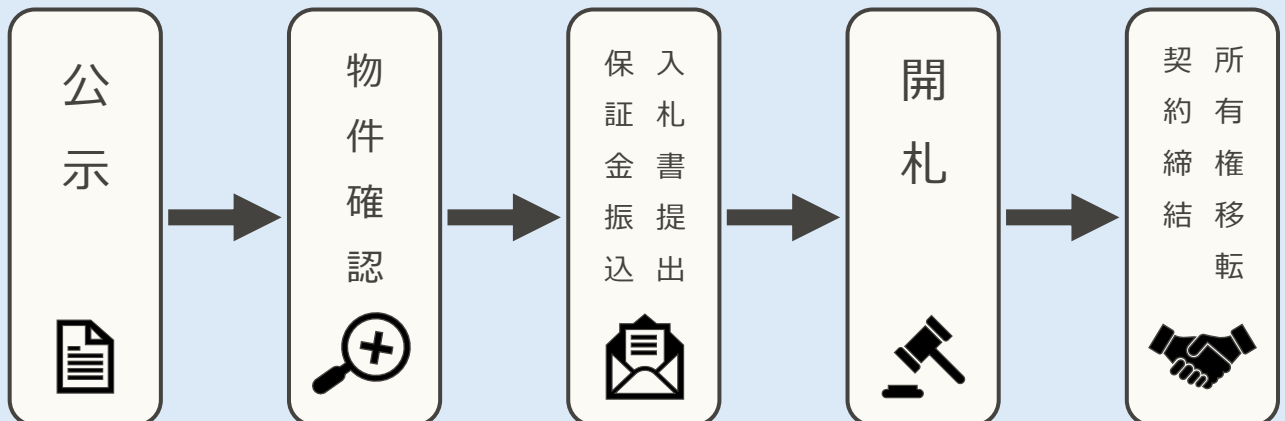 公示
物件確認
入札書提出
保証金振込
開札
所有権移転
契約締結